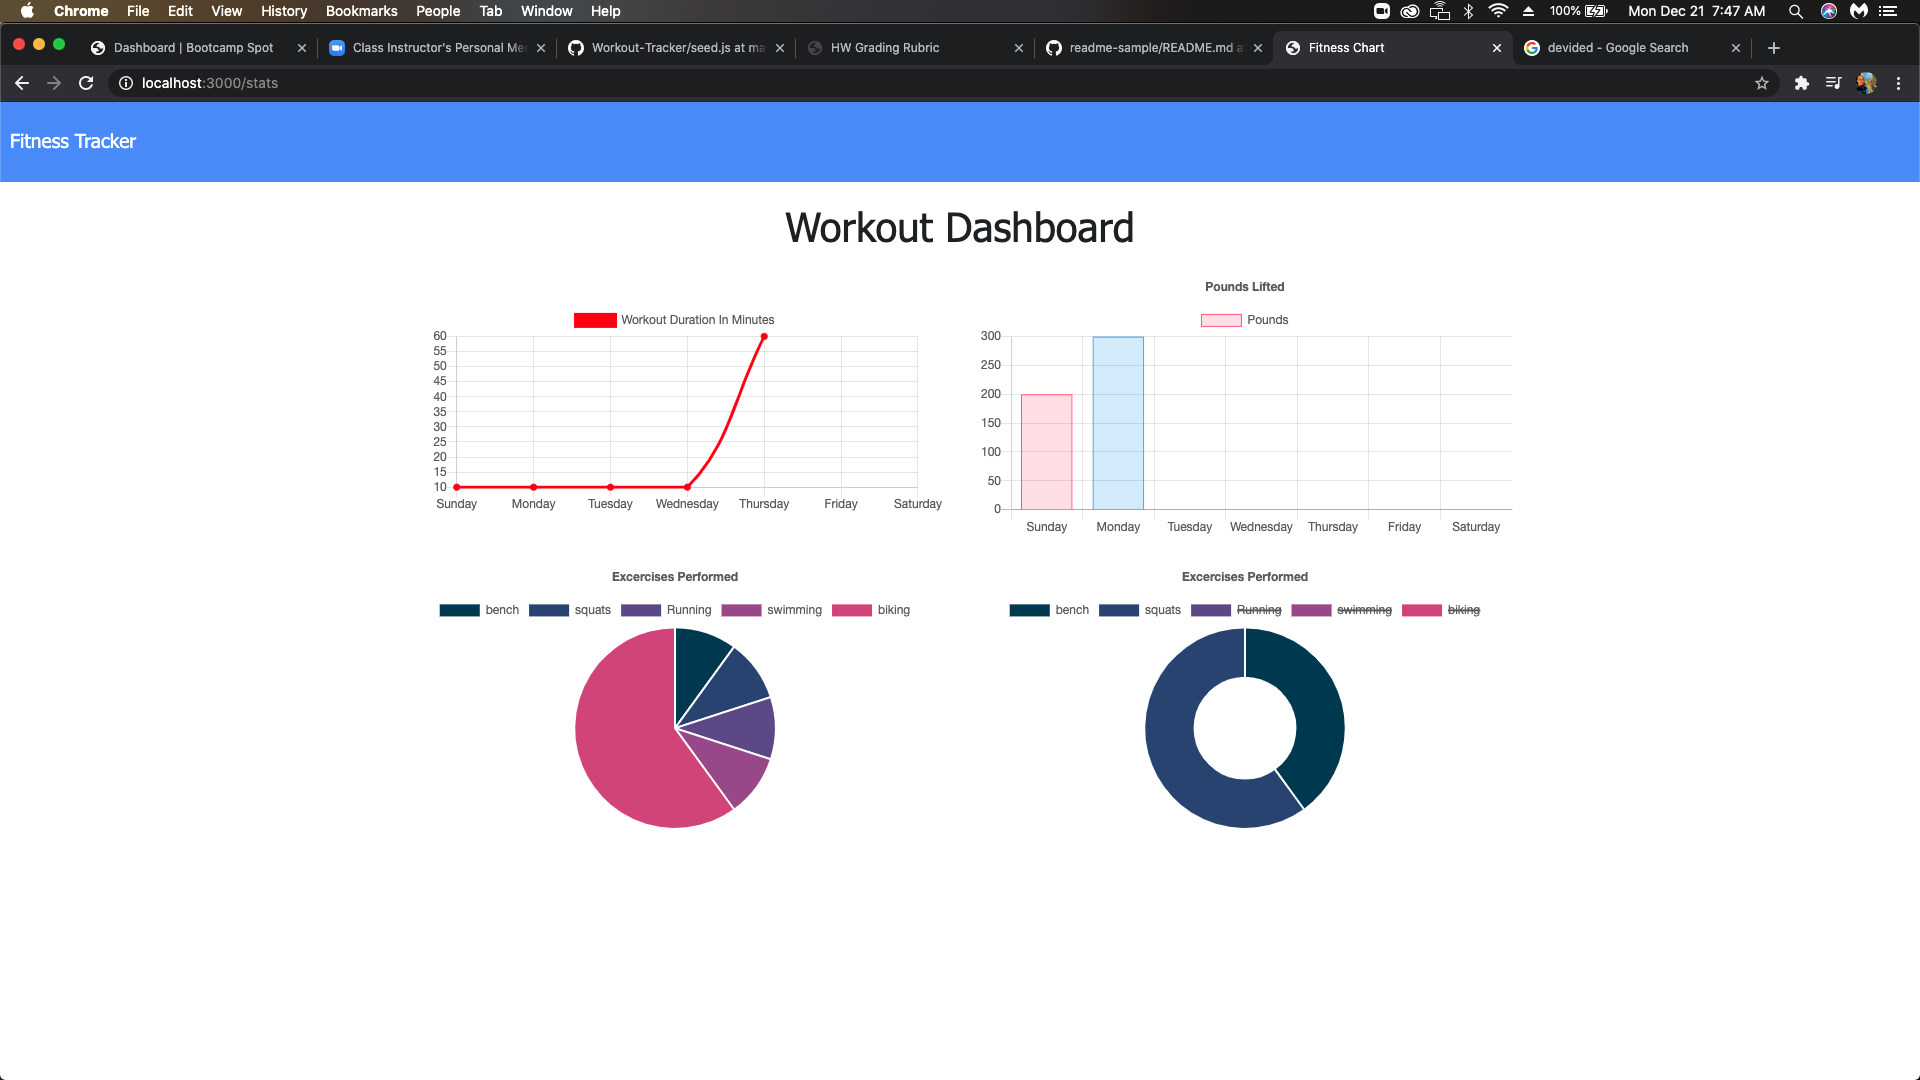 Chrome File Edit View History Bookmarks People Tab Window Help 100% Mon Dec 21 7:47 AM
Dashboard | Bootcamp Spot Class Instructor's Personal Me Workout-Tracker/seed.js at ma HW Grading Rubric readme-sample/README.md a Fitness Chart devided - Google Search
localhost:3000/stats
Fitness Tracker
Workout Dashboard
Workout Duration In Minutes
60
55
50
45
40
35
30
25
20
15
10
Sunday Monday Tuesday Wednesday Thursday Friday Saturday
Pounds Lifted
Pounds
300
250
200
150
100
50
0
Sunday Monday Tuesday Wednesday Thursday Friday Saturday
Excercises Performed
bench squats Running swimming biking
Excercises Performed
bench squats Running swimming biking